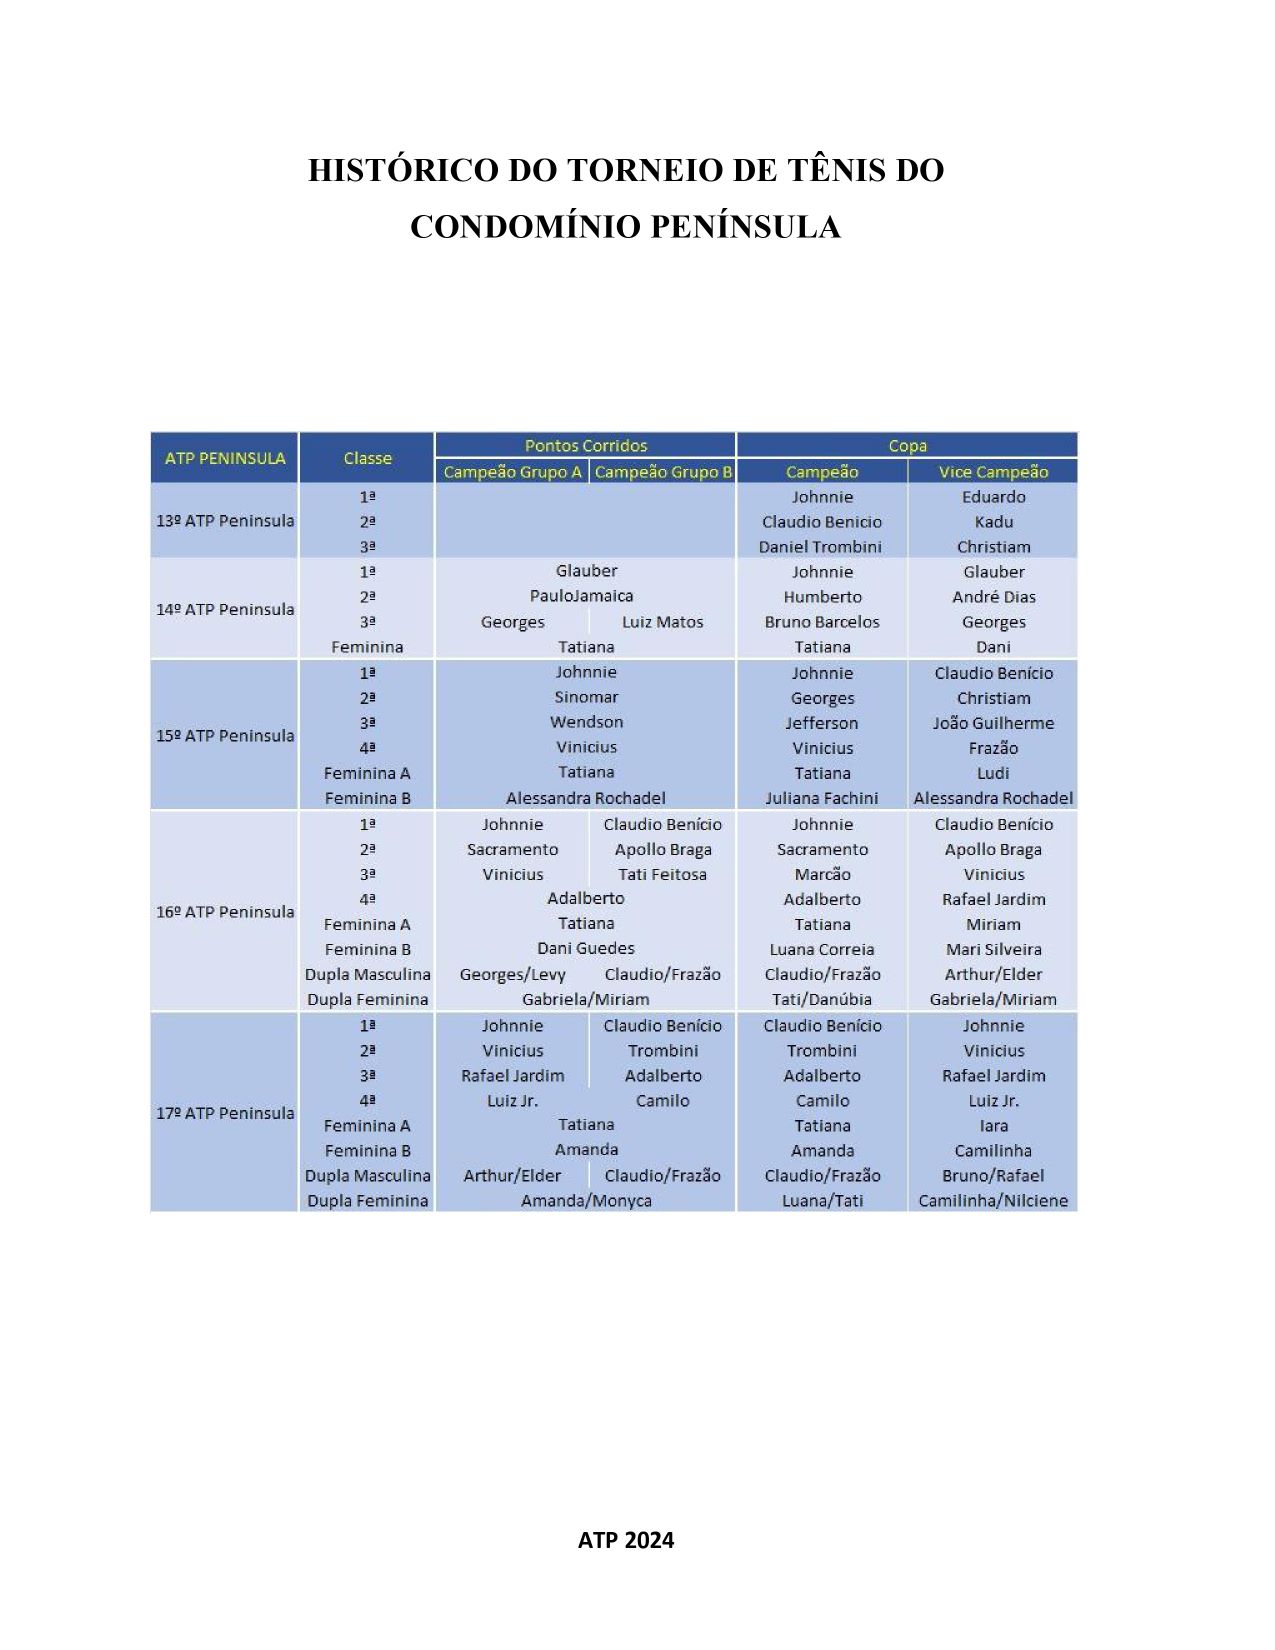 HISTÓRICO DO TORNEIO DE TÊNIS DO
CONDOMÍNIO PENÍNSULA
ATP PENINSULA Classe Pontos Corridos Copa
Campeão Grupo A Campeão Grupo B Campeão Vice Campeão
13º ATP Peninsula
1ª Johnnie Eduardo
2ª Claudio Benicio Kadu
3ª Daniel Trombini Christiam
14º ATP Peninsula
1ª Glauber Johnnie Glauber
2ª PauloJamaica Humberto André Dias
3ª Georges Luiz Matos Bruno Barcelos Georges
Feminina Tatiana Tatiana Dani
15º ATP Peninsula
1ª Johnnie Johnnie Claudio Benício
2ª Sinomar Georges Christiam
3ª Wendson Jefferson João Guilherme
4ª Vinicius Vinicius Frazão
Feminina A Tatiana Tatiana Ludi
Feminina B Alessandra Rochadel Juliana Fachini Alessandra Rochadel
16º ATP Peninsula
1ª Johnnie Claudio Benício Johnnie Claudio Benício
2ª Sacramento Apollo Braga Sacramento Apollo Braga
3ª Vinicius Tati Feitosa Marcão Vinicius
4ª Adalberto Adalberto Rafael Jardim
Feminina A Tatiana Tatiana Miriam
Feminina B Dani Guedes Luana Correia Mari Silveira
Dupla Masculina Georges/Levy Claudio/Frazão Claudio/Frazão Arthur/Elder
Dupla Feminina Gabriela/Miriam Tati/Danúbia Gabriela/Miriam
17º ATP Peninsula
1ª Johnnie Claudio Benício Claudio Benício Johnnie
2ª Vinicius Trombini Trombini Vinicius
3ª Rafael Jardim Adalberto Adalberto Rafael Jardim
4ª Luiz Jr. Camilo Camilo Luiz Jr.
Feminina A Tatiana Tatiana Iara
Feminina B Amanda Amanda Camilinha
Dupla Masculina Arthur/Elder Claudio/Frazão Claudio/Frazão Bruno/Rafael
Dupla Feminina Amanda/Monyca Luana/Tati Camilinha/Nilciene
ATP 2024